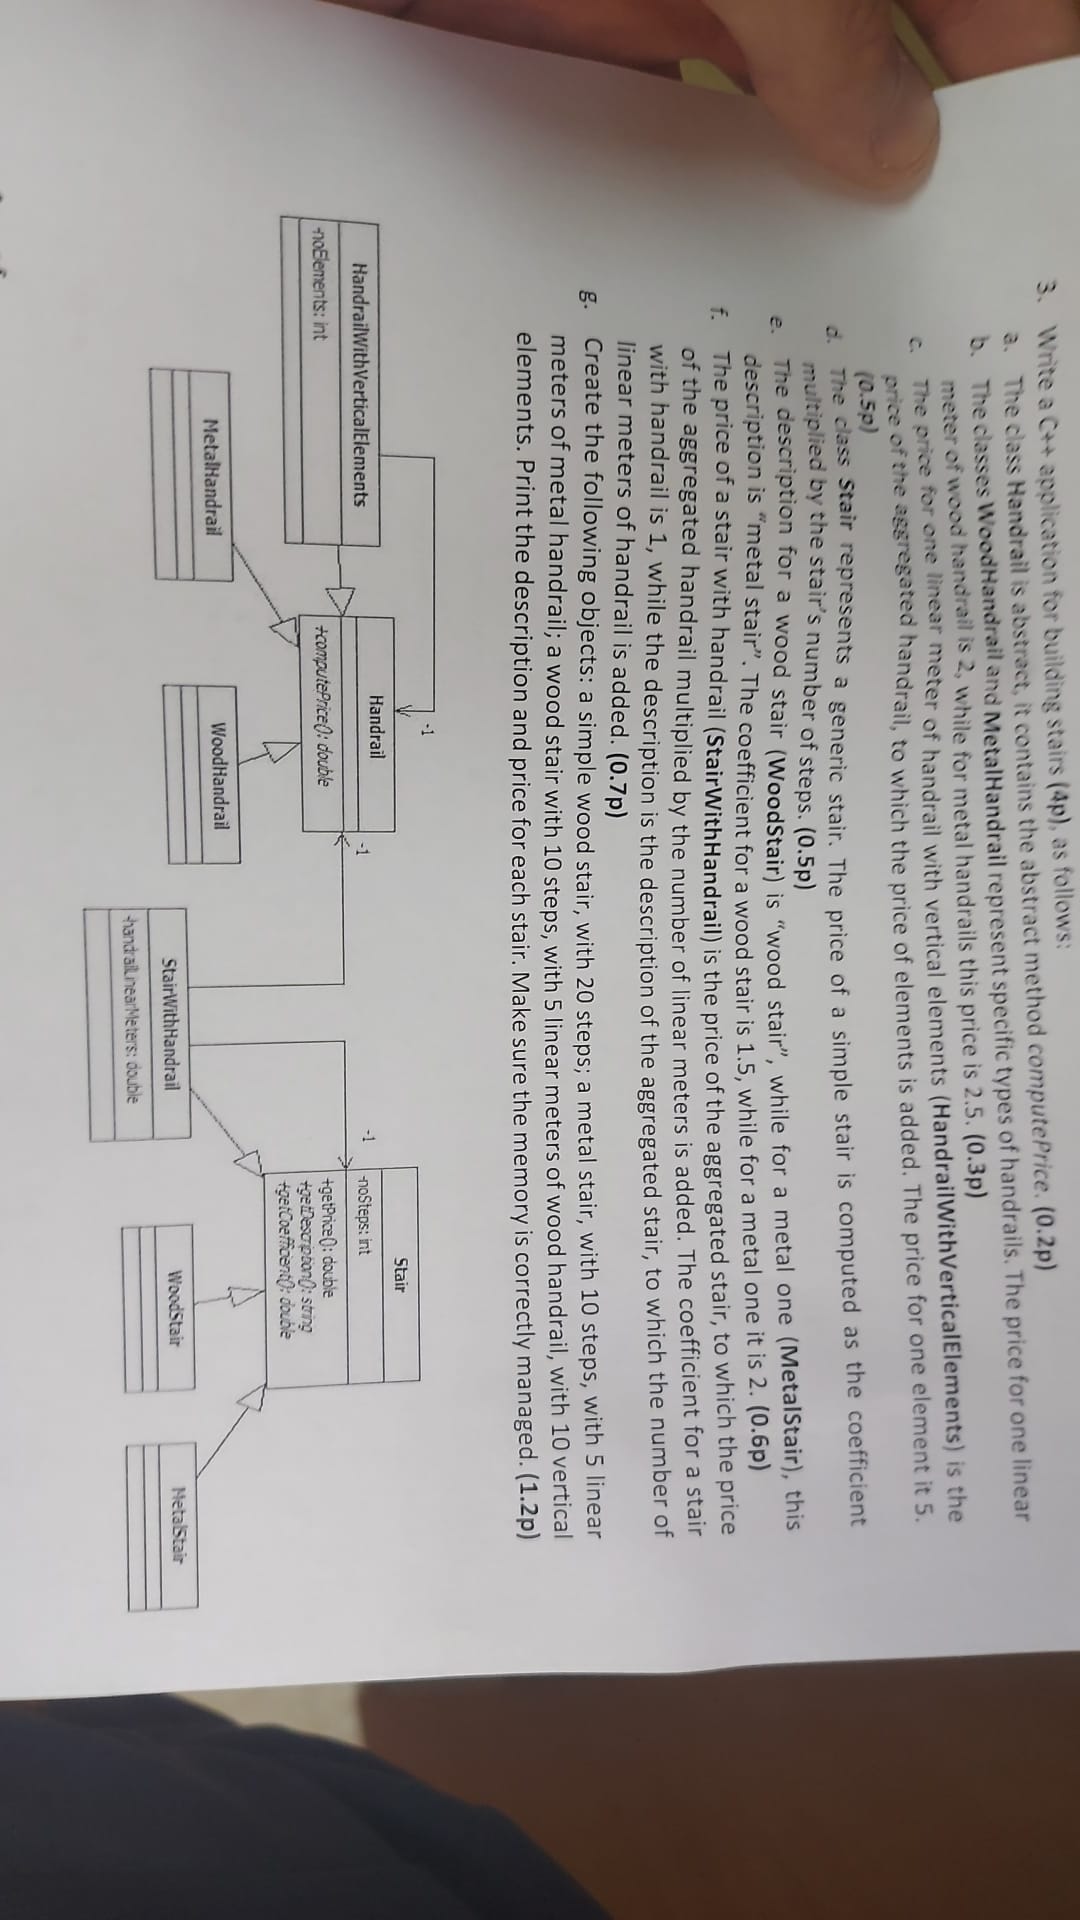 3. Write a C++ application for building stairs (4p), as follows:
a. The class Handrail is abstract, it contains the abstract method computePrice. (0.2p)
b. The classes WoodHandrail and MetalHandrail represent specific types of handrails. The price for one linear
meter of wood handrail is 2, while for metal handrails this price is 2.5. (0.3p)
c. The price for one linear meter of handrail with vertical elements (HandrailWithVerticalElements) is the
price of the aggregated handrail, to which the price of elements is added. The price for one element it 5.
(0.5p)
d. The class Stair represents a generic stair. The price of a simple stair is computed as the coefficient
multiplied by the stair's number of steps. (0.5p)
e. The description for a wood stair (WoodStair) is "wood stair", while for a metal one (MetalStair), this
description is "metal stair". The coefficient for a wood stair is 1.5, while for a metal one it is 2. (0.6p)
f. The price of a stair with handrail (StairWithHandrail) is the price of the aggregated stair, to which the price
of the aggregated handrail multiplied by the number of linear meters is added. The coefficient for a stair
with handrail is 1, while the description is the description of the aggregated stair, to which the number of
linear meters of handrail is added. (0.7p)
g. Create the following objects: a simple wood stair, with 20 steps; a metal stair, with 10 steps, with 5 linear
meters of metal handrail; a wood stair with 10 steps, with 5 linear meters of wood handrail, with 10 vertical
elements. Print the description and price for each stair. Make sure the memory is correctly managed. (1.2p)
-1
HandrailWithVerticalElements
-noElements: int
Handrail
+computePrice(): double
-1
-1
Stair
-noSteps: int
+getPrice(): double
+getDescription(): string
+getCoefficient(): double
MetalHandrail
WoodHandrail
StairWithHandrail
-handrailLinearMeters: double
WoodStair
MetalStair